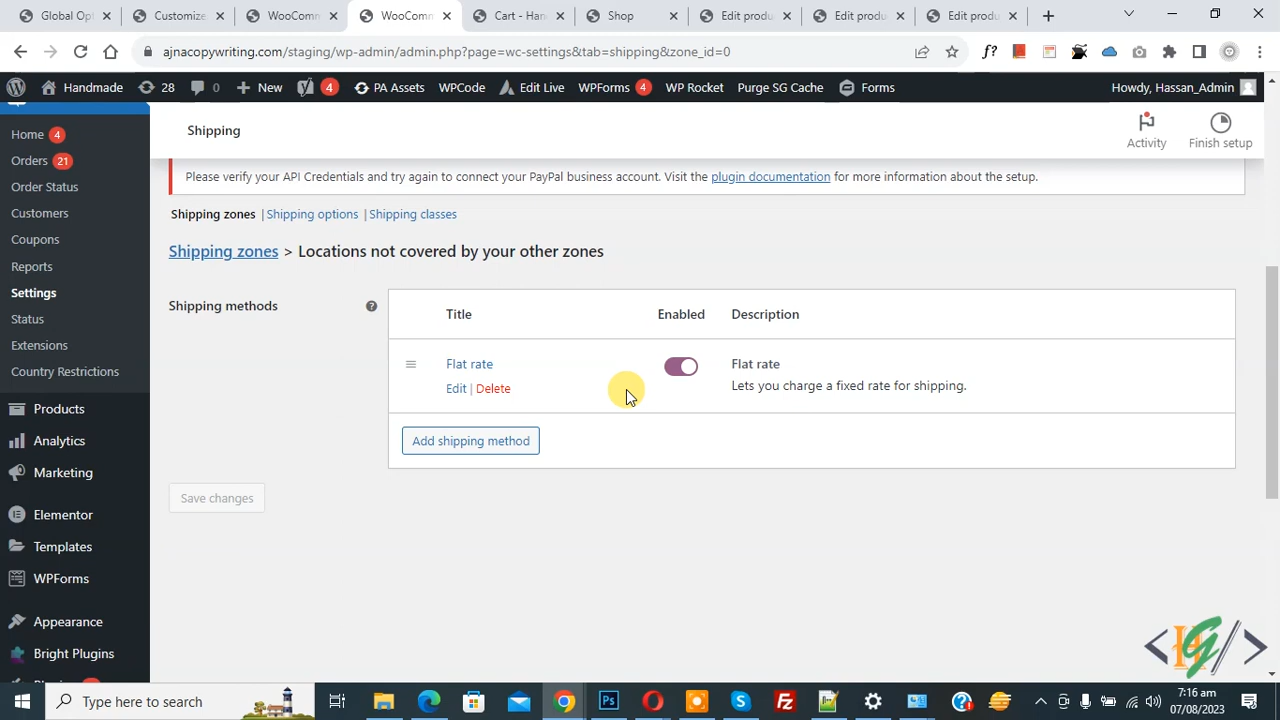 Global Opt
Customize
WooComm
WooComm
Cart - Han
Shop
Edit produ
Edit produ
Edit produ
ajnacopywriting.com/staging/wp-admin/admin.php?page=wc-settings&tab=shipping&zone_id=0
f?
Handmade
28
0
New
4
PA Assets
WPCode
Edit Live
WPForms 4
WP Rocket
Purge SG Cache
Forms
Howdy, Hassan_Admin
Home 4
Orders 21
Order Status
Customers
Coupons
Reports
Settings
Status
Extensions
Country Restrictions
Products
Analytics
Marketing
Elementor
Templates
WPForms
Appearance
Bright Plugins
Shipping
Activity
Finish setup
Please verify your API Credentials and try again to connect your PayPal business account. Visit the plugin documentation for more information about the setup.
Shipping zones | Shipping options | Shipping classes
Shipping zones > Locations not covered by your other zones
Shipping methods ?
Title Enabled Description
Flat rate Flat rate
Edit | Delete Lets you charge a fixed rate for shipping.
Add shipping method
Save changes
<HG/>
Type here to search
7:16 am
07/08/2023